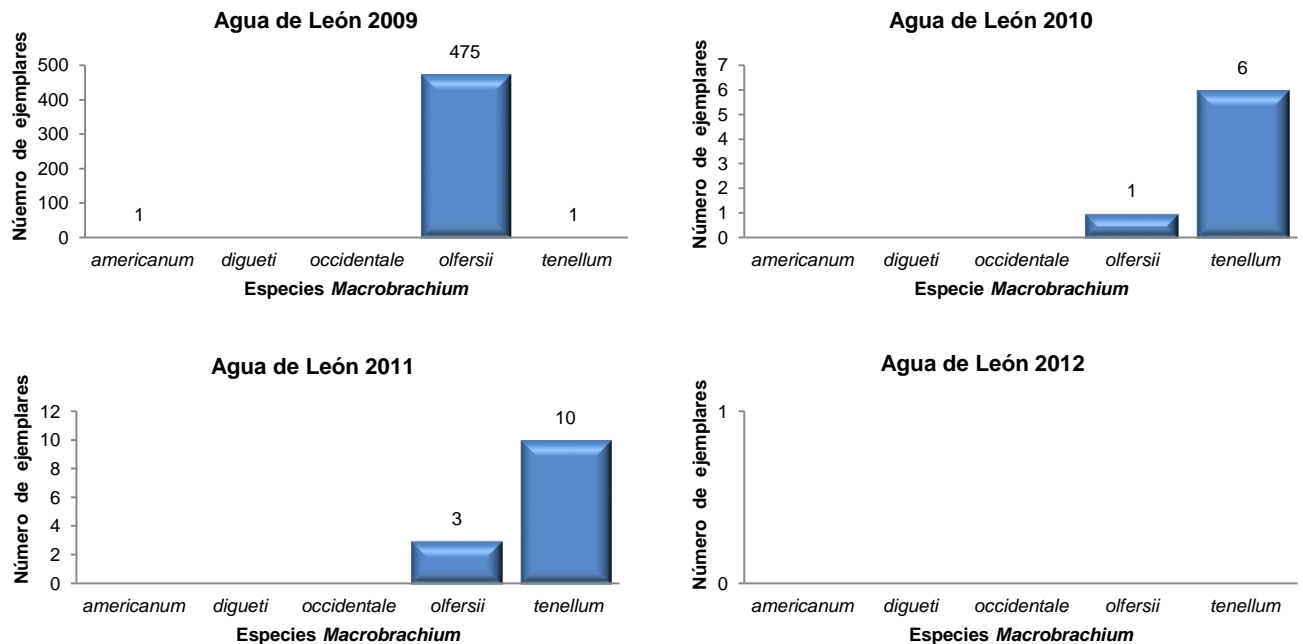 Agua de León 2009
Núemro de ejemplares
500
400
300
200
100
0
1
475
1
americanum digueti occidentale olfersii tenellum
Especies Macrobrachium
Agua de León 2010
Número de ejemplares
7
6
5
4
3
2
1
0
1
6
americanum digueti occidentale olfersii tenellum
Especie Macrobrachium
Agua de León 2011
Número de ejemplares
12
10
8
6
4
2
0
3
10
americanum digueti occidentale olfersii tenellum
Especies Macrobrachium
Agua de León 2012
Número de ejemplares
1
0
americanum digueti occidentale olfersii tenellum
Especies Macrobrachium